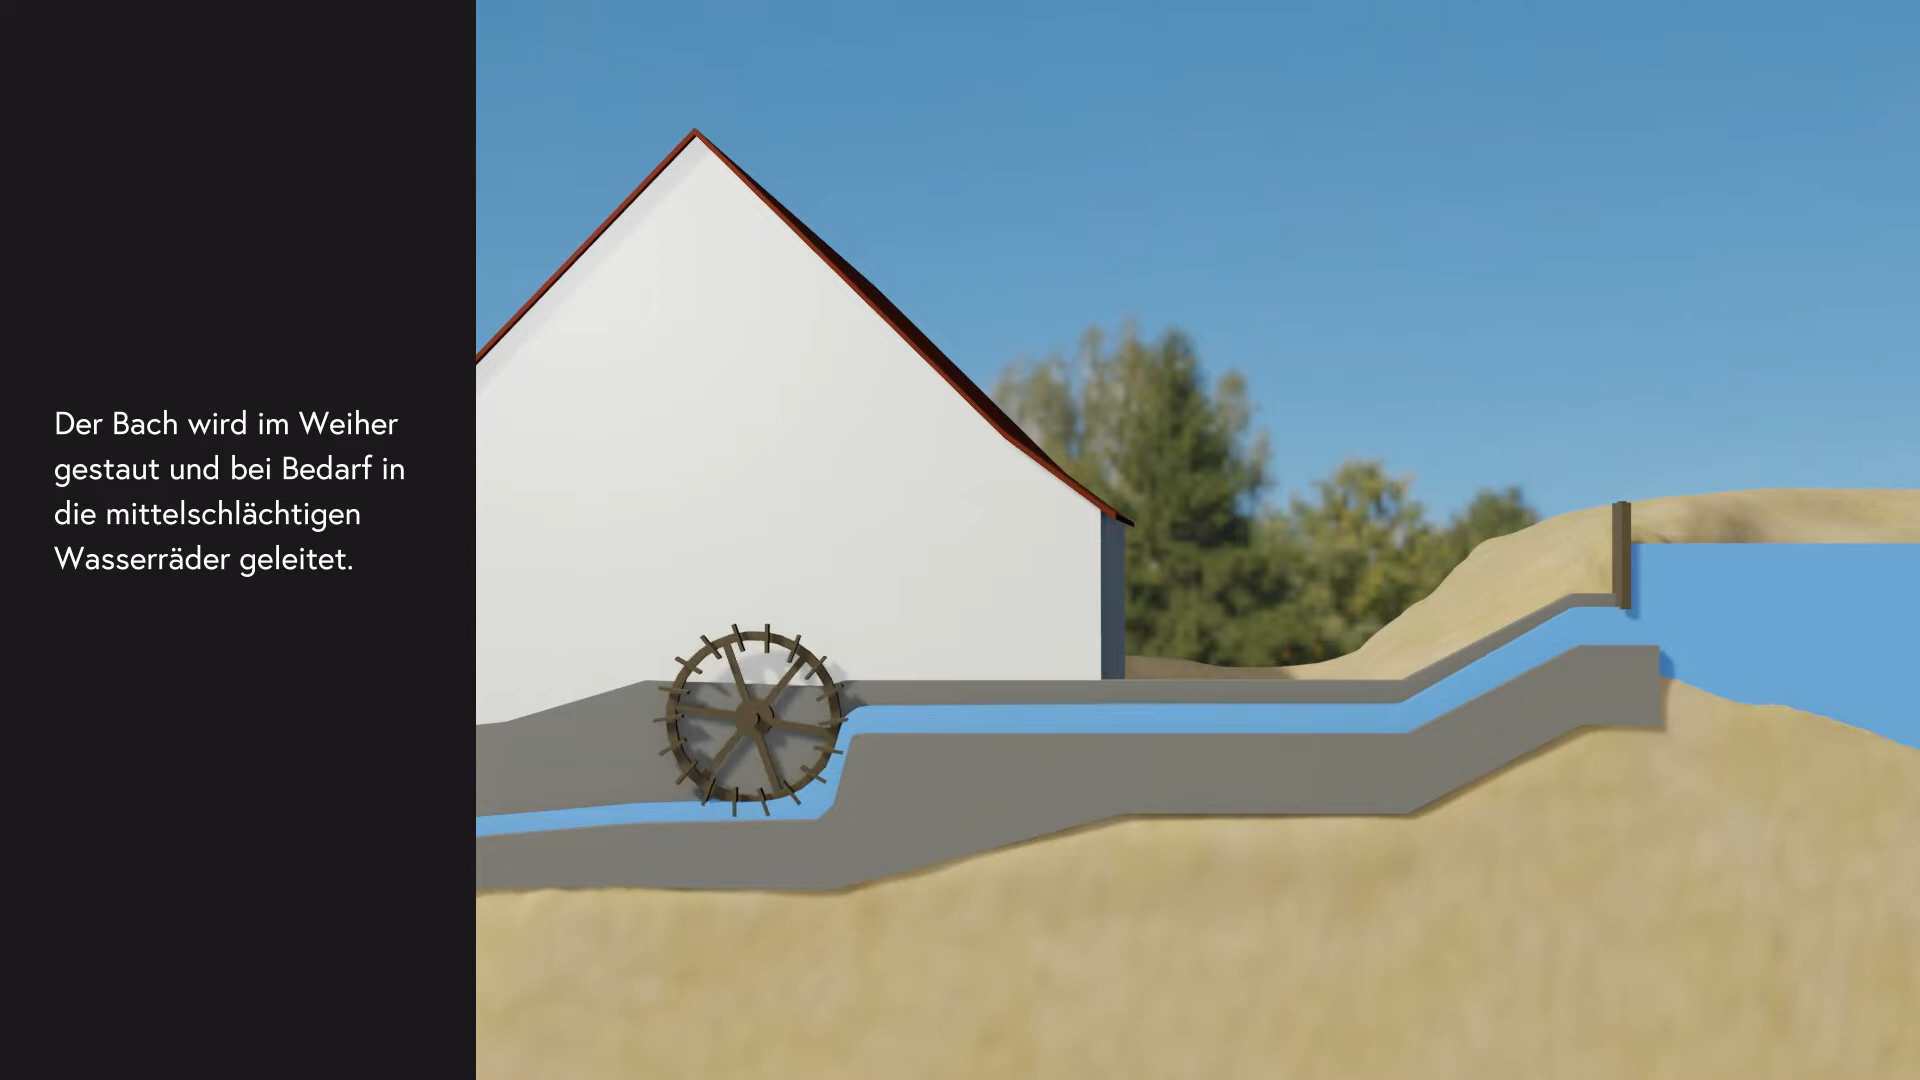 Der Bach wird im Weiher
gestaut und bei Bedarf in
die mittelschlächtigen
Wasserräder geleitet.